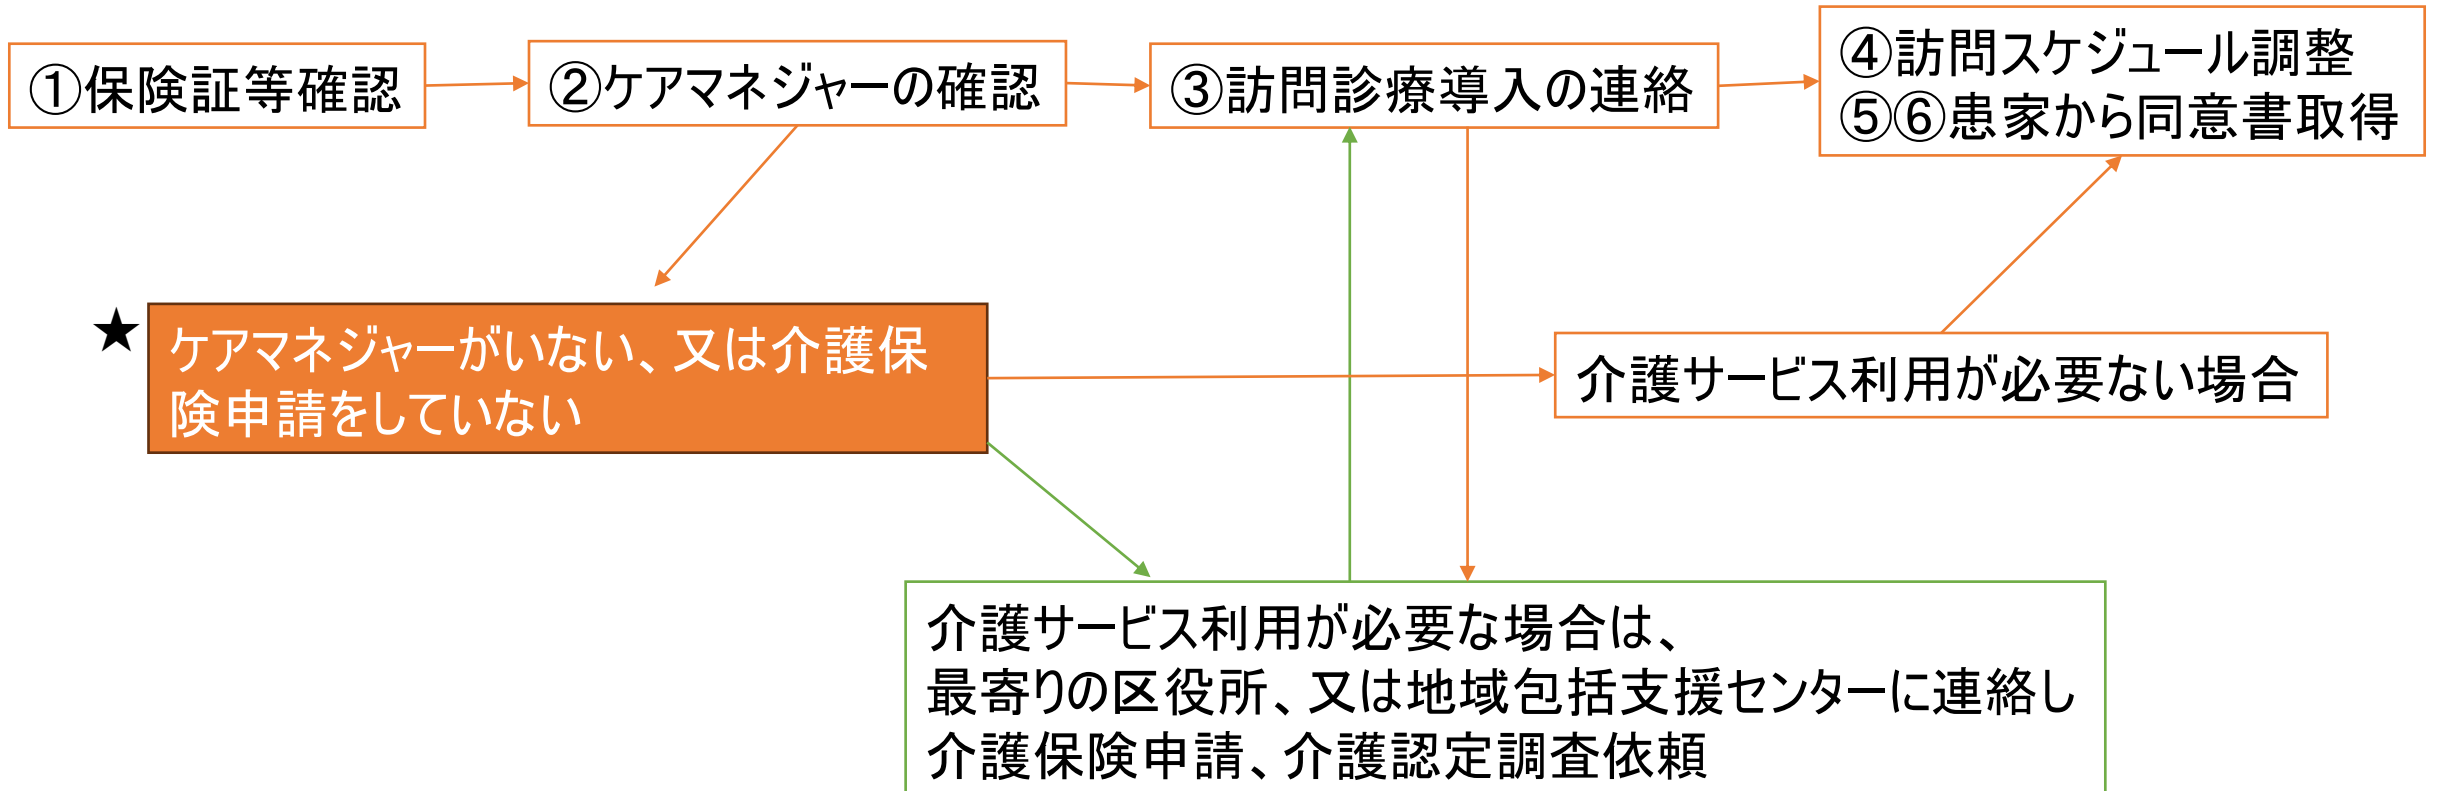 ①保険証等確認
②ケアマネジャーの確認
③訪問診療導入の連絡
④訪問スケジュール調整
⑤⑥患家から同意書取得
★
ケアマネジャーがいない、又は介護保
険申請をしていない
介護サービス利用が必要ない場合
介護サービス利用が必要な場合は、
最寄りの区役所、又は地域包括支援センターに連絡し
介護保険申請、介護認定調査依頼